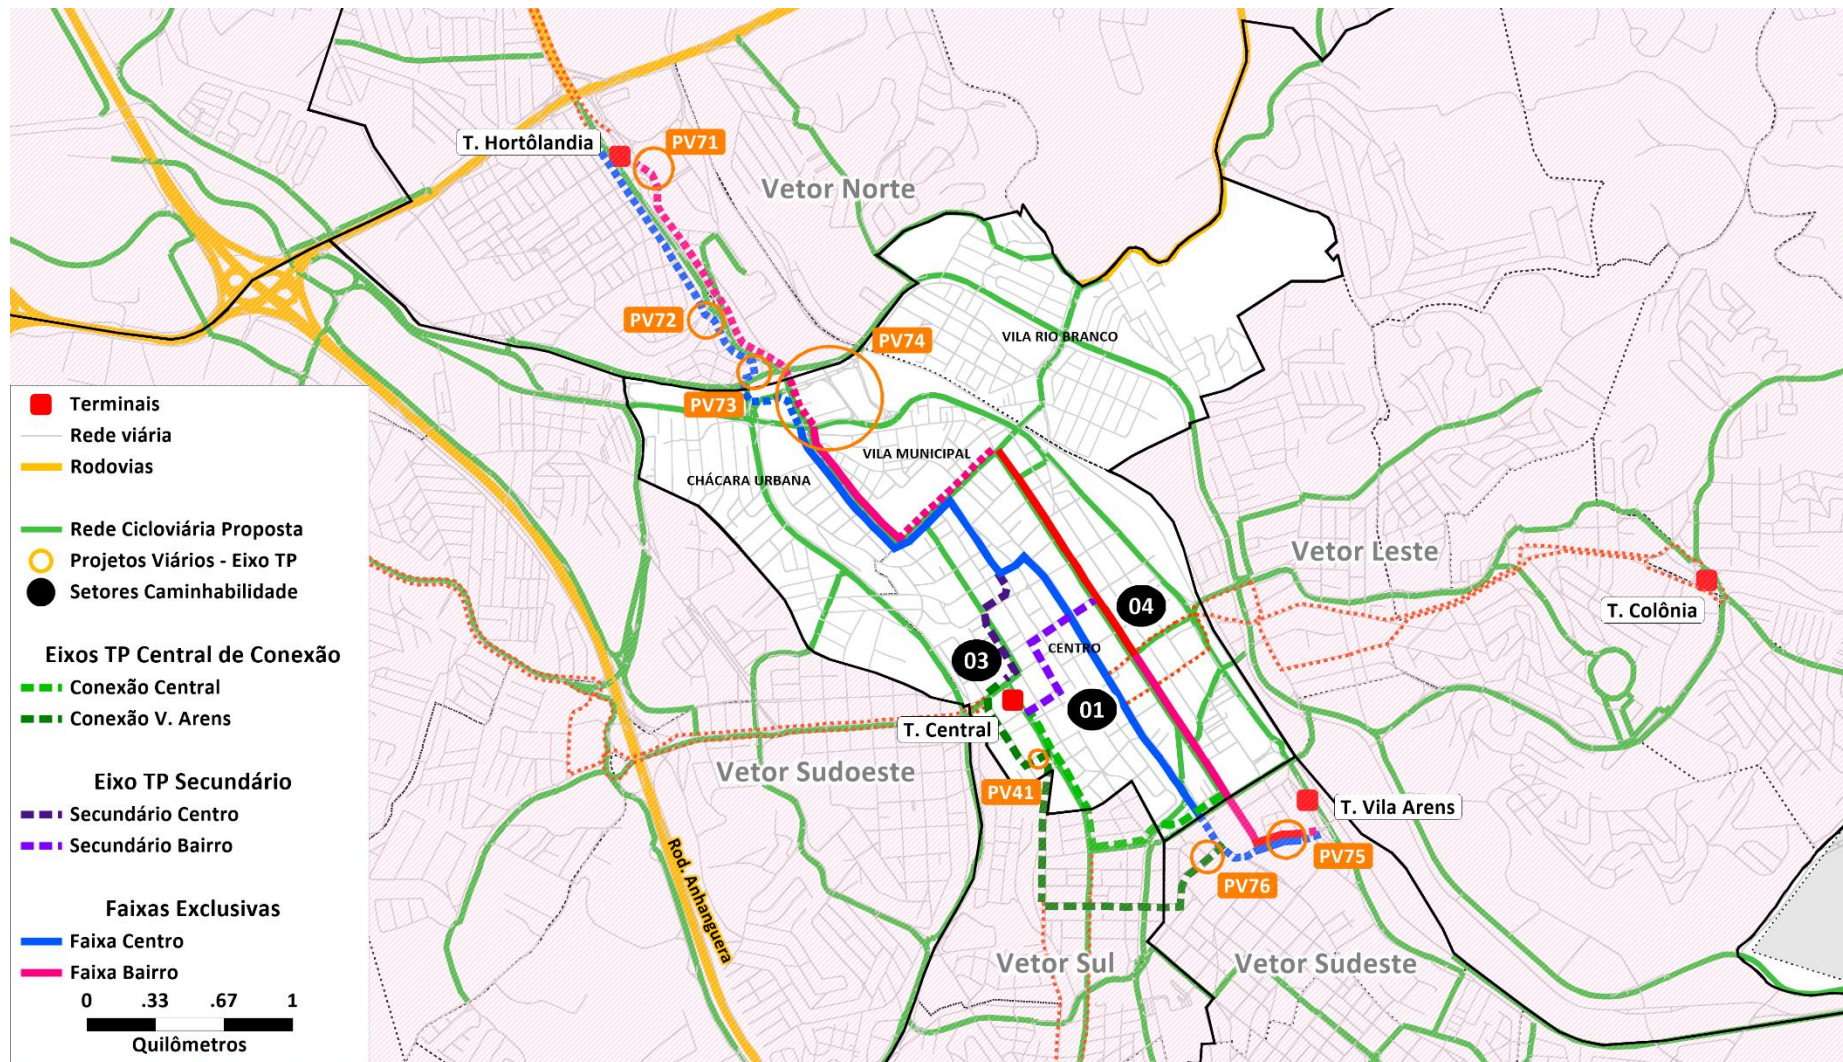 T. Hortôlandia
PV71
Vetor Norte
PV72
PV74
VILA RIO BRANCO
PV73
VILA MUNICIPAL
CHÁCARA URBANA
Vetor Leste
T. Colônia
04
CENTRO
03
01
T. Central
Vetor Sudoeste
PV41
T. Vila Arens
PV75
PV76
Rod. Anhanguera
Vetor Sul
Vetor Sudeste
Terminais
Rede viária
Rodovias
Rede Cicloviária Proposta
Projetos Viários - Eixo TP
Setores Caminhabilidade
Eixos TP Central de Conexão
Conexão Central
Conexão V. Arens
Eixo TP Secundário
Secundário Centro
Secundário Bairro
Faixas Exclusivas
Faixa Centro
Faixa Bairro
0 .33 .67 1
Quilômetros